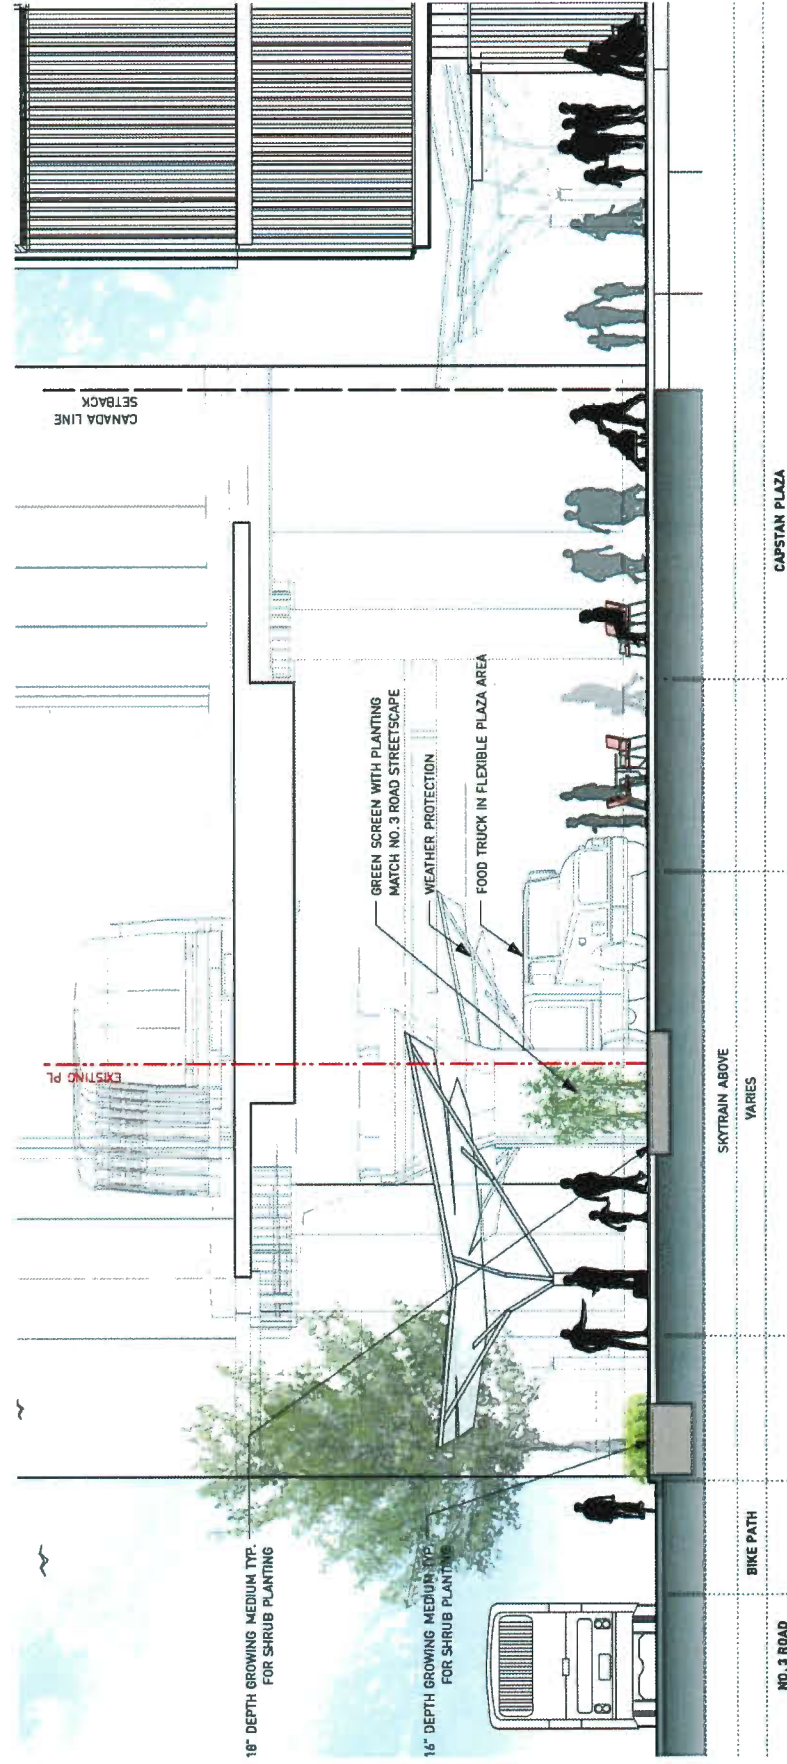 CANADA LINE
SETBACK
EXISTING PL
GREEN SCREEN WITH PLANTING
MATCH NO. 3 ROAD STREETSCAPE
WEATHER PROTECTION
FOOD TRUCK IN FLEXIBLE PLAZA AREA
18" DEPTH GROWING MEDIUM TYP.
FOR SHRUB PLANTING
16" DEPTH GROWING MEDIUM TYP.
FOR SHRUB PLANTING
SKYTRAIN ABOVE
BIKE PATH
VARIES
NO. 3 ROAD
CAPSTAN PLAZA